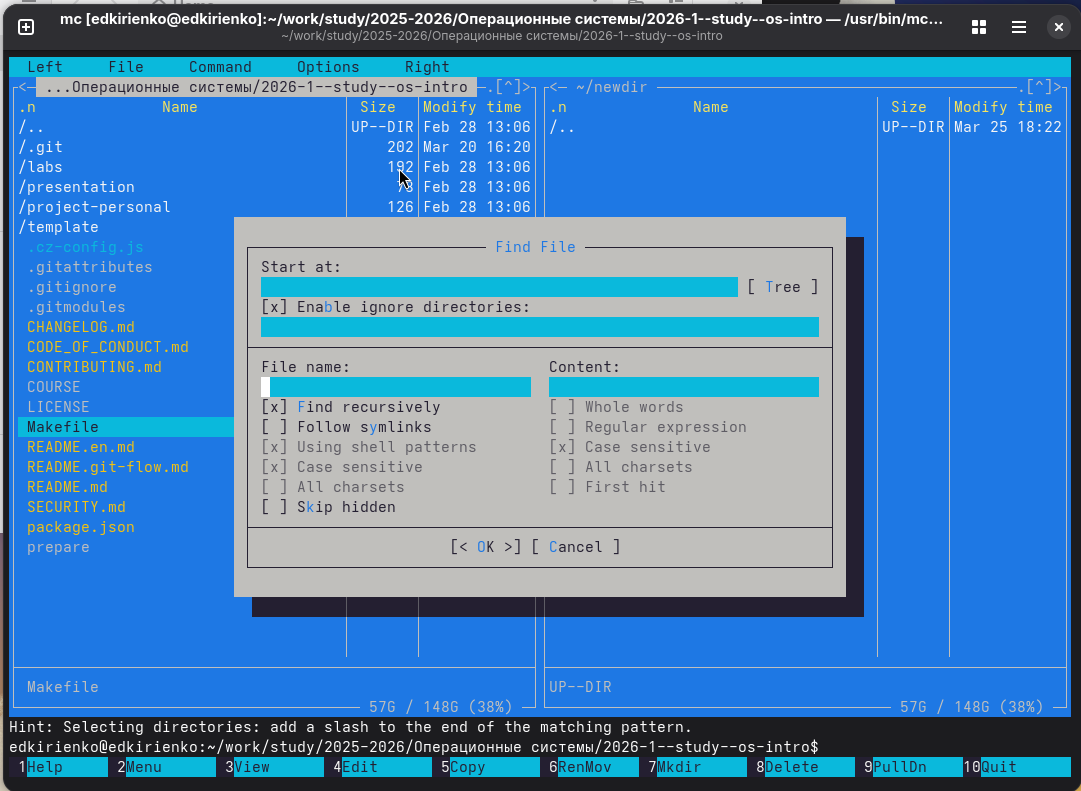 mc [edkirienko@edkirienko]:~/work/study/2025-2026/Операционные системы/2026-1--study--os-intro — /usr/bin/mc...
~/work/study/2025-2026/Операционные системы/2026-1--study--os-intro
Left File Command Options Right
<— ...Операционные системы/2026-1--study--os-intro —.[^]>
.n Name Size Modify time
/.. UP--DIR Feb 28 13:06
/.git 202 Mar 20 16:20
/labs 192 Feb 28 13:06
/presentation Feb 28 13:06
/project-personal 126 Feb 28 13:06
/template
.cz-config.js
.gitattributes
.gitignore
.gitmodules
CHANGELOG.md
CODE_OF_CONDUCT.md
CONTRIBUTING.md
COURSE
LICENSE
Makefile
README.en.md
README.git-flow.md
README.md
SECURITY.md
package.json
prepare
Makefile
57G / 148G (38%)
<— ~/newdir .[^]>
.n Name Size Modify time
/.. UP--DIR Mar 25 18:22
UP--DIR
57G / 148G (38%)
Find File
Start at:
[ Tree ]
[x] Enable ignore directories:
File name: Content:
[x] Find recursively [ ] Whole words
[ ] Follow symlinks [ ] Regular expression
[x] Using shell patterns [x] Case sensitive
[x] Case sensitive [ ] All charsets
[ ] All charsets [ ] First hit
[ ] Skip hidden
[< OK >] [ Cancel ]
Hint: Selecting directories: add a slash to the end of the matching pattern.
edkirienko@edkirienko:~/work/study/2025-2026/Операционные системы/2026-1--study--os-intro$
1Help 2Menu 3View 4Edit 5Copy 6RenMov 7Mkdir 8Delete 9PullDn 10Quit